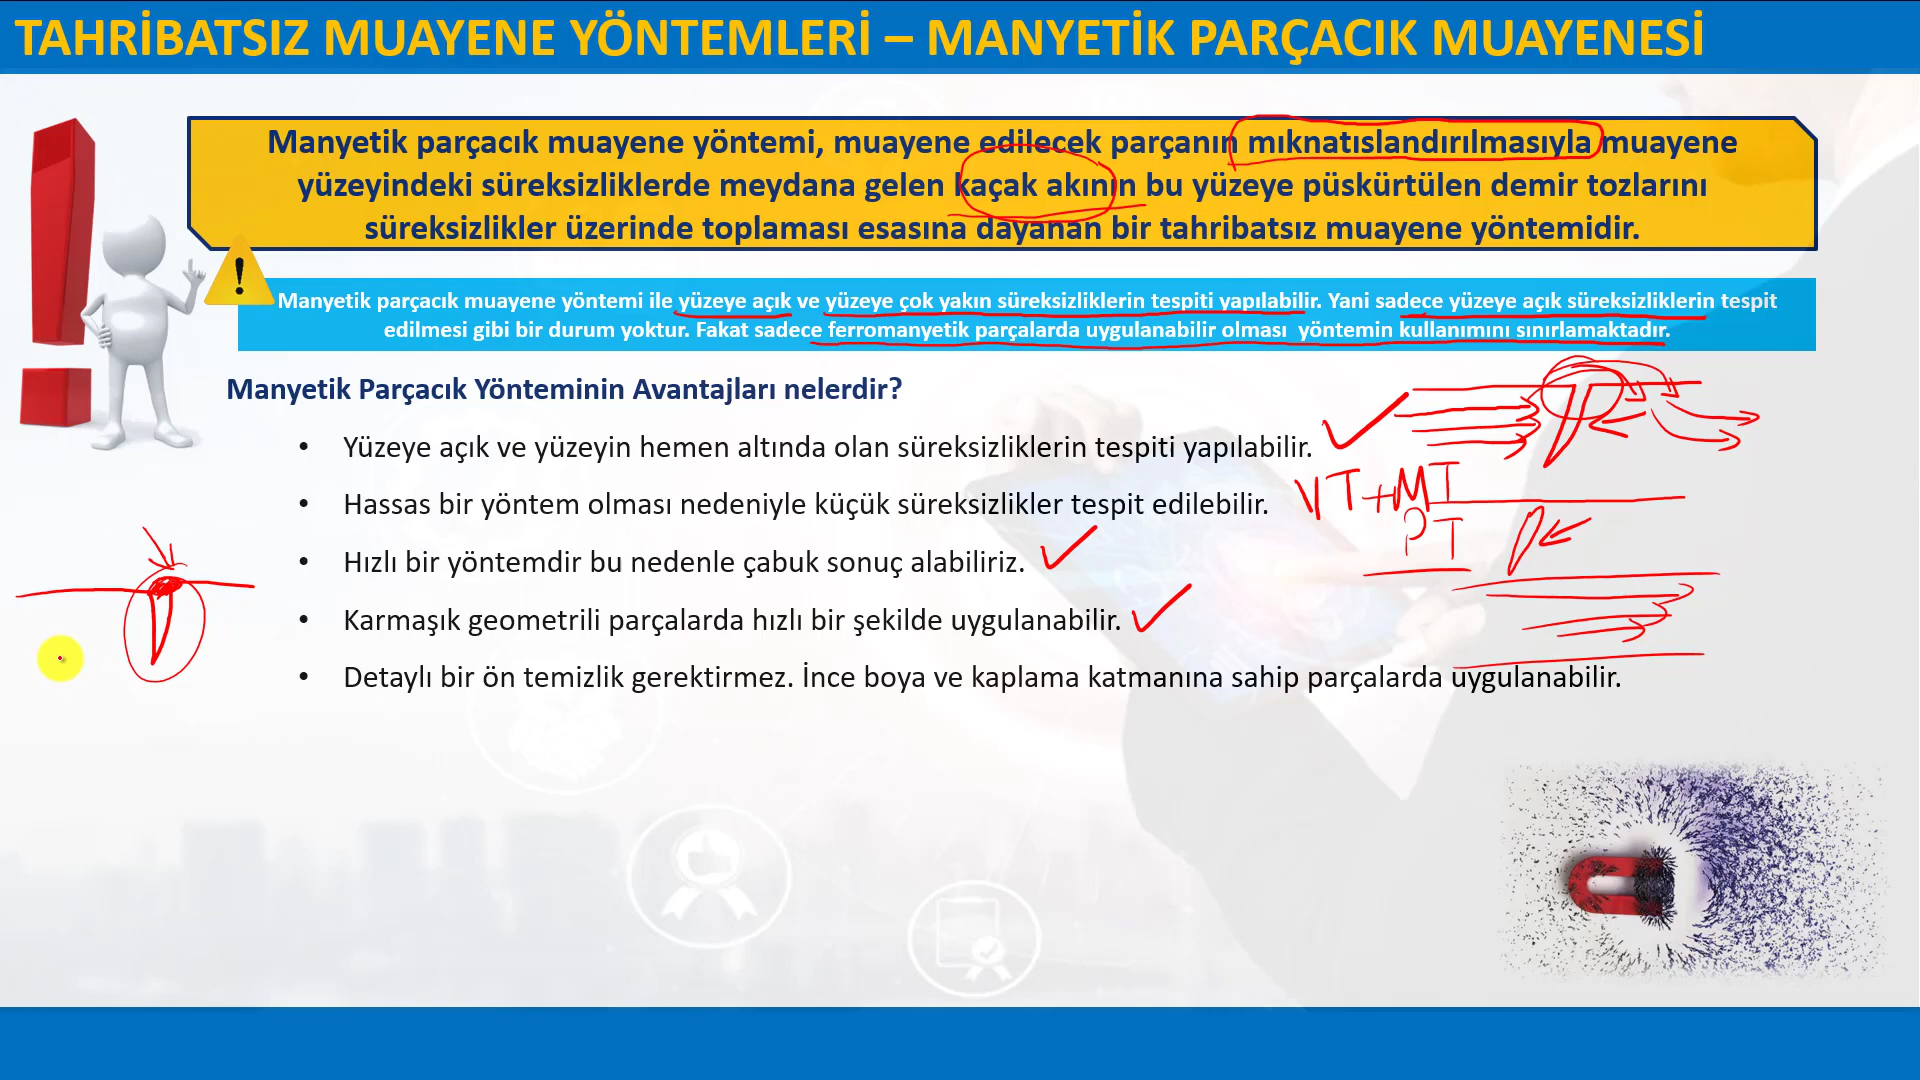 TAHRİBATSIZ MUAYENE YÖNTEMLERİ – MANYETİK PARÇACIK MUAYENESİ
Manyetik parçacık muayene yöntemi, muayene edilecek parçanın mıknatıslandırılmasıyla muayene
yüzeyindeki süreksizliklerde meydana gelen kaçak akının bu yüzeye püskürtülen demir tozlarını
süreksizlikler üzerinde toplaması esasına dayanan bir tahribatsız muayene yöntemidir.
Manyetik parçacık muayene yöntemi ile yüzeye açık ve yüzeye çok yakın süreksizliklerin tespiti yapılabilir. Yani sadece yüzeye açık süreksizliklerin tespit
edilmesi gibi bir durum yoktur. Fakat sadece ferromanyetik parçalarda uygulanabilir olması yöntemin kullanımını sınırlamaktadır.
Manyetik Parçacık Yönteminin Avantajları nelerdir?
• Yüzeye açık ve yüzeyin hemen altında olan süreksizliklerin tespiti yapılabilir.
• Hassas bir yöntem olması nedeniyle küçük süreksizlikler tespit edilebilir.
VT+MT
PT
• Hızlı bir yöntemdir bu nedenle çabuk sonuç alabiliriz.
• Karmaşık geometrili parçalarda hızlı bir şekilde uygulanabilir.
• Detaylı bir ön temizlik gerektirmez. İnce boya ve kaplama katmanına sahip parçalarda uygulanabilir.